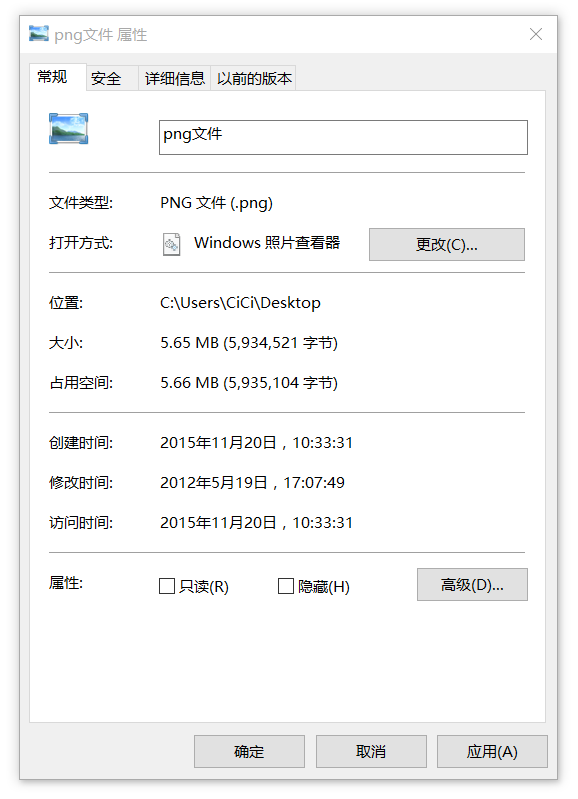 png文件 属性
常规 安全 详细信息 以前的版本
png文件
文件类型: PNG 文件 (.png)
打开方式: Windows 照片查看器 更改(C)...
位置: C:\Users\CiCi\Desktop
大小: 5.65 MB (5,934,521 字节)
占用空间: 5.66 MB (5,935,104 字节)
创建时间: 2015年11月20日，10:33:31
修改时间: 2012年5月19日，17:07:49
访问时间: 2015年11月20日，10:33:31
属性: 只读(R) 隐藏(H) 高级(D)...
确定 取消 应用(A)